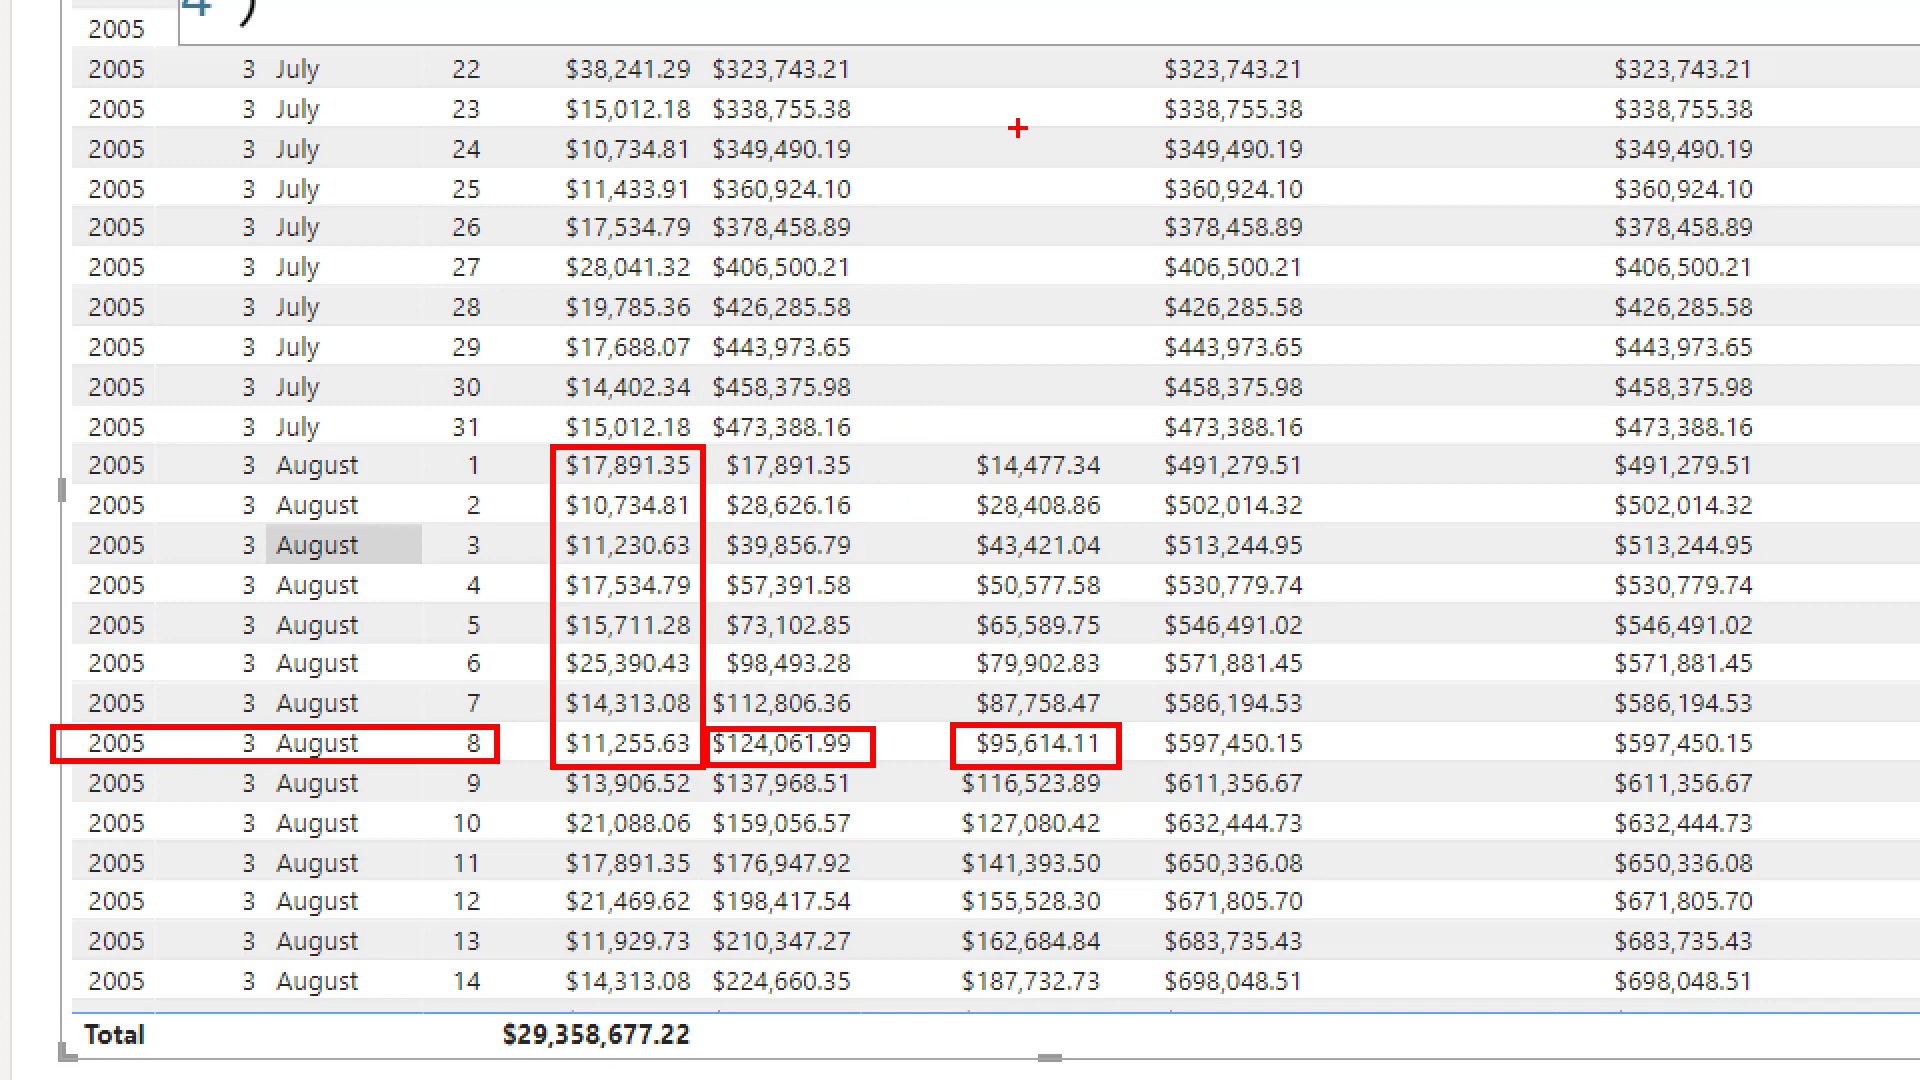 4 )
2005
2005 3 July 22 $38,241.29 $323,743.21 $323,743.21 $323,743.21
2005 3 July 23 $15,012.18 $338,755.38 $338,755.38 $338,755.38
2005 3 July 24 $10,734.81 $349,490.19 $349,490.19 $349,490.19
2005 3 July 25 $11,433.91 $360,924.10 $360,924.10 $360,924.10
2005 3 July 26 $17,534.79 $378,458.89 $378,458.89 $378,458.89
2005 3 July 27 $28,041.32 $406,500.21 $406,500.21 $406,500.21
2005 3 July 28 $19,785.36 $426,285.58 $426,285.58 $426,285.58
2005 3 July 29 $17,688.07 $443,973.65 $443,973.65 $443,973.65
2005 3 July 30 $14,402.34 $458,375.98 $458,375.98 $458,375.98
2005 3 July 31 $15,012.18 $473,388.16 $473,388.16 $473,388.16
2005 3 August 1 $17,891.35 $17,891.35 $14,477.34 $491,279.51 $491,279.51
2005 3 August 2 $10,734.81 $28,626.16 $28,408.86 $502,014.32 $502,014.32
2005 3 August 3 $11,230.63 $39,856.79 $43,421.04 $513,244.95 $513,244.95
2005 3 August 4 $17,534.79 $57,391.58 $50,577.58 $530,779.74 $530,779.74
2005 3 August 5 $15,711.28 $73,102.85 $65,589.75 $546,491.02 $546,491.02
2005 3 August 6 $25,390.43 $98,493.28 $79,902.83 $571,881.45 $571,881.45
2005 3 August 7 $14,313.08 $112,806.36 $87,758.47 $586,194.53 $586,194.53
2005 3 August 8 $11,255.63 $124,061.99 $95,614.11 $597,450.15 $597,450.15
2005 3 August 9 $13,906.52 $137,968.51 $116,523.89 $611,356.67 $611,356.67
2005 3 August 10 $21,088.06 $159,056.57 $127,080.42 $632,444.73 $632,444.73
2005 3 August 11 $17,891.35 $176,947.92 $141,393.50 $650,336.08 $650,336.08
2005 3 August 12 $21,469.62 $198,417.54 $155,528.30 $671,805.70 $671,805.70
2005 3 August 13 $11,929.73 $210,347.27 $162,684.84 $683,735.43 $683,735.43
2005 3 August 14 $14,313.08 $224,660.35 $187,732.73 $698,048.51 $698,048.51
Total $29,358,677.22